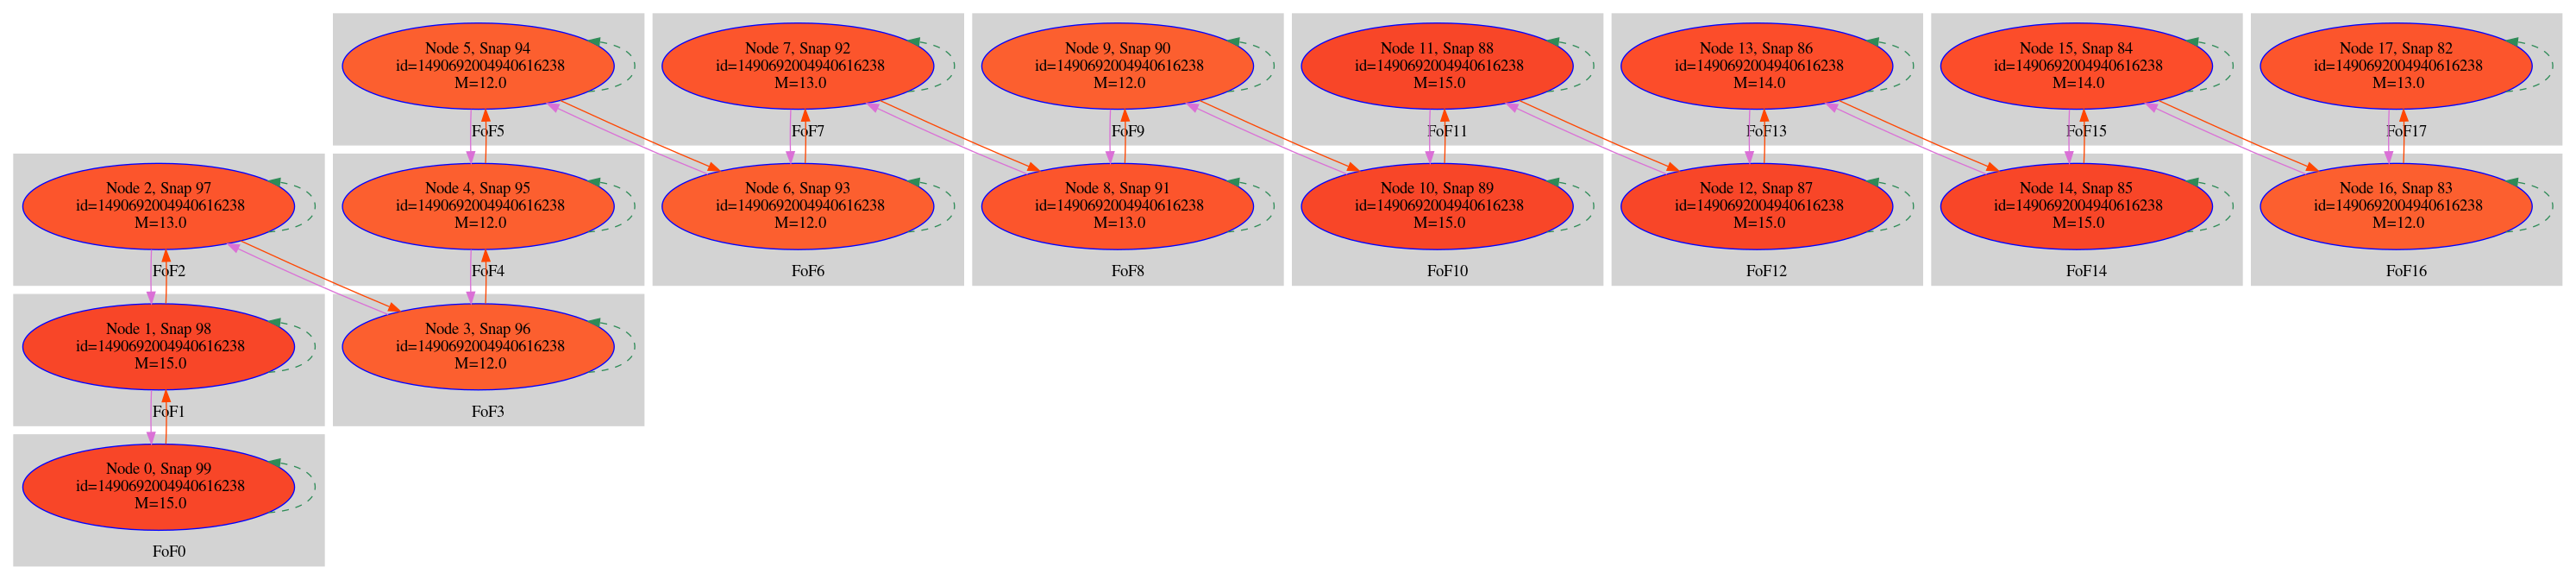 Node 5, Snap 94
id=1490692004940616238
M=12.0
FoF5
Node 7, Snap 92
id=1490692004940616238
M=13.0
FoF7
Node 9, Snap 90
id=1490692004940616238
M=12.0
FoF9
Node 11, Snap 88
id=1490692004940616238
M=15.0
FoF11
Node 13, Snap 86
id=1490692004940616238
M=14.0
FoF13
Node 15, Snap 84
id=1490692004940616238
M=14.0
FoF15
Node 17, Snap 82
id=1490692004940616238
M=13.0
FoF17
Node 2, Snap 97
id=1490692004940616238
M=13.0
FoF2
Node 4, Snap 95
id=1490692004940616238
M=12.0
FoF4
Node 6, Snap 93
id=1490692004940616238
M=12.0
FoF6
Node 8, Snap 91
id=1490692004940616238
M=13.0
FoF8
Node 10, Snap 89
id=1490692004940616238
M=15.0
FoF10
Node 12, Snap 87
id=1490692004940616238
M=15.0
FoF12
Node 14, Snap 85
id=1490692004940616238
M=15.0
FoF14
Node 16, Snap 83
id=1490692004940616238
M=12.0
FoF16
Node 1, Snap 98
id=1490692004940616238
M=15.0
FoF1
Node 3, Snap 96
id=1490692004940616238
M=12.0
FoF3
Node 0, Snap 99
id=1490692004940616238
M=15.0
FoF0